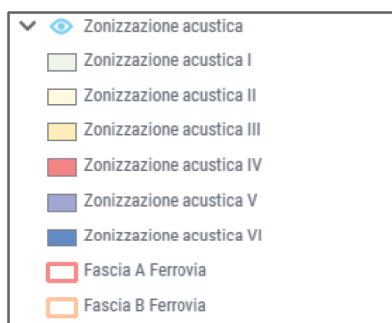 Zonizzazione acustica
Zonizzazione acustica I
Zonizzazione acustica II
Zonizzazione acustica III
Zonizzazione acustica IV
Zonizzazione acustica V
Zonizzazione acustica VI
Fascia A Ferrovia
Fascia B Ferrovia